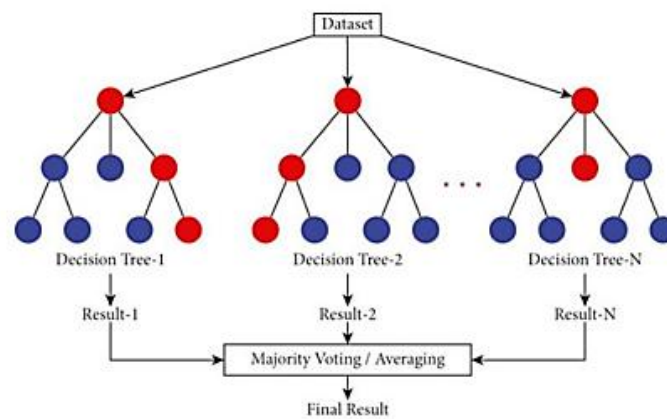 Dataset
Decision Tree-1
Decision Tree-2
Decision Tree-N
Result-1
Result-2
Result-N
Majority Voting / Averaging
Final Result